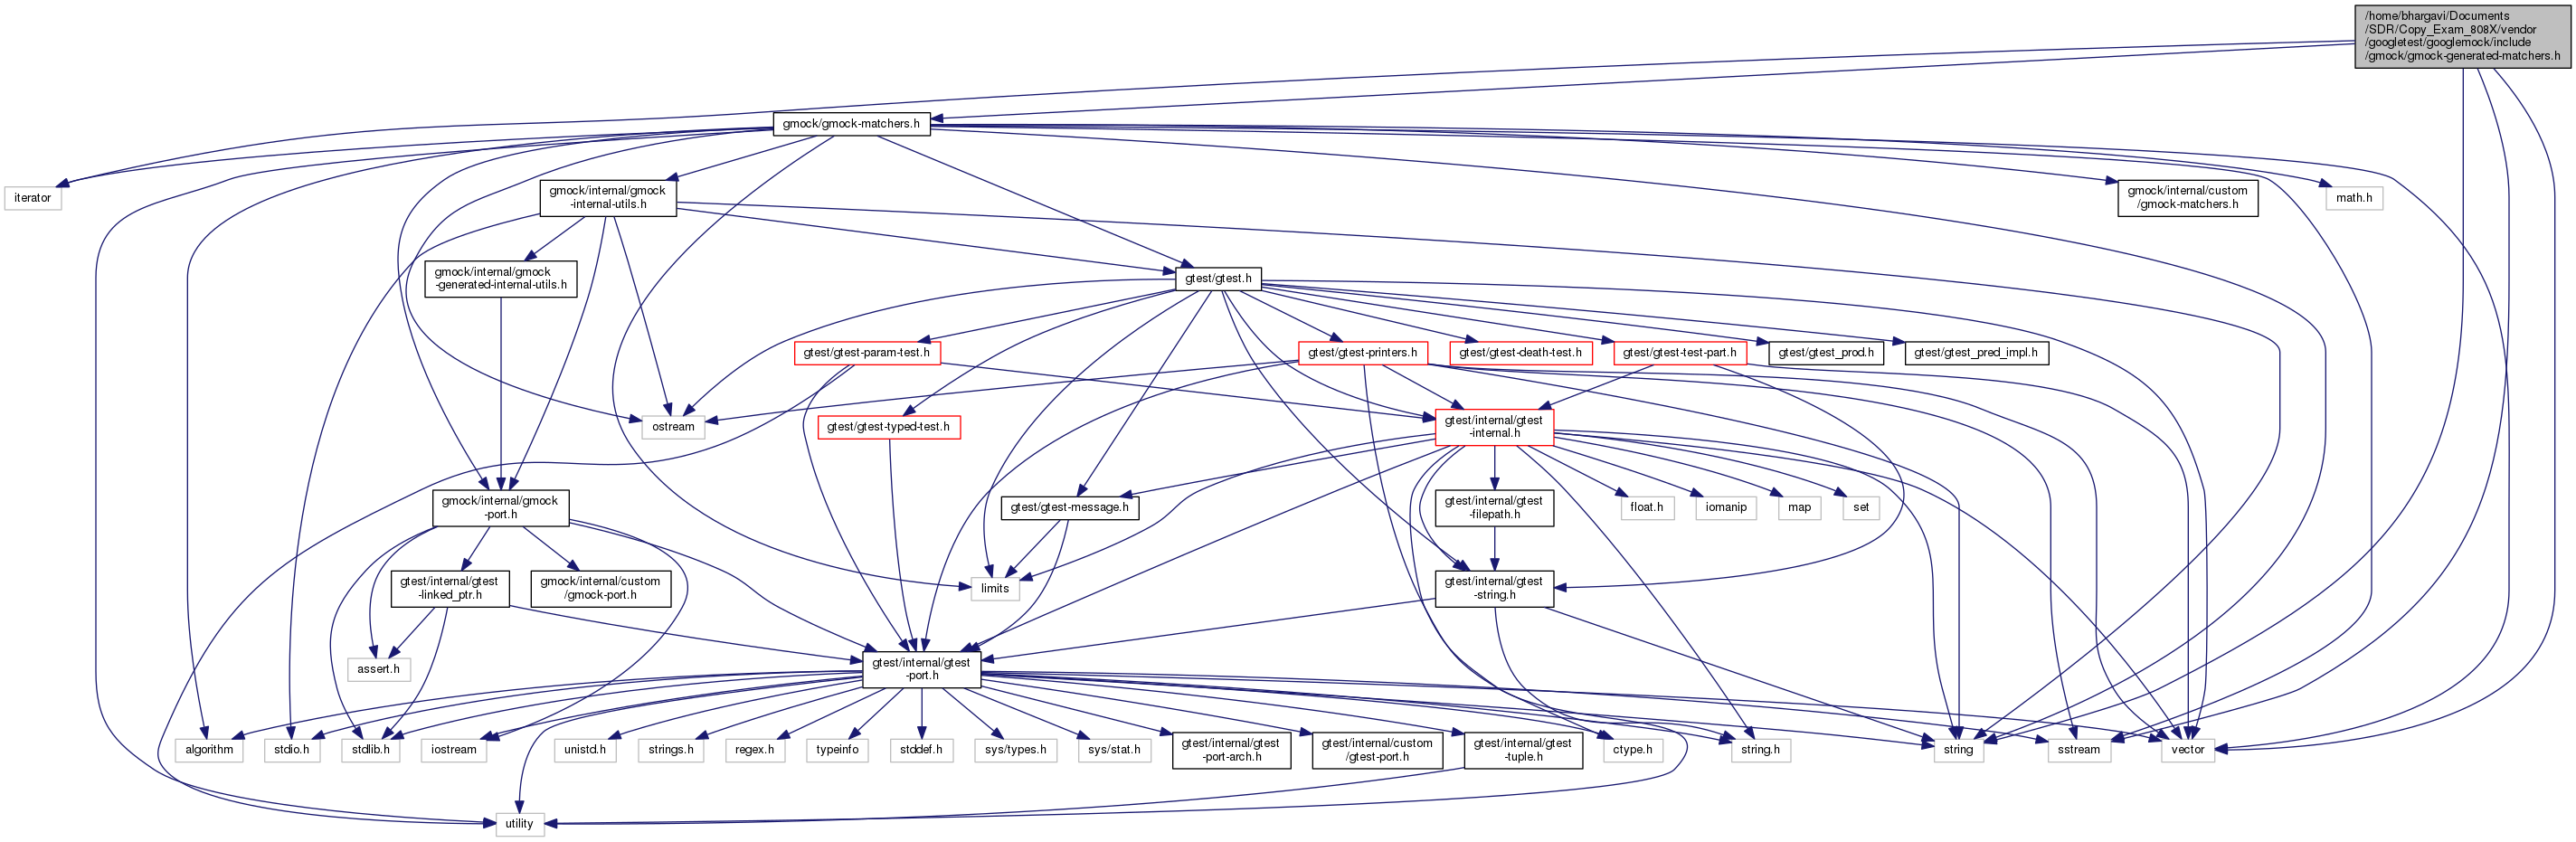 /home/bhargavi/Documents
/SDR/Copy_Exam_808X/vendor
/googletest/googlemock/include
/gmock/gmock-generated-matchers.h
gmock/gmock-matchers.h
iterator
gmock/internal/gmock
-internal-utils.h
gmock/internal/custom
/gmock-matchers.h
math.h
gmock/internal/gmock
-generated-internal-utils.h
gtest/gtest.h
gtest/gtest-param-test.h
gtest/gtest-printers.h
gtest/gtest-death-test.h
gtest/gtest-test-part.h
gtest/gtest_prod.h
gtest/gtest_pred_impl.h
ostream
gtest/gtest-typed-test.h
gtest/internal/gtest
-internal.h
gmock/internal/gmock
-port.h
gtest/gtest-message.h
gtest/internal/gtest
-filepath.h
float.h
iomanip
map
set
gtest/internal/gtest
-linked_ptr.h
gmock/internal/custom
/gmock-port.h
limits
gtest/internal/gtest
-string.h
assert.h
gtest/internal/gtest
-port.h
algorithm
stdio.h
stdlib.h
iostream
unistd.h
strings.h
regex.h
typeinfo
stddef.h
sys/types.h
sys/stat.h
gtest/internal/gtest
-port-arch.h
gtest/internal/custom
/gtest-port.h
gtest/internal/gtest
-tuple.h
ctype.h
string.h
string
sstream
vector
utility